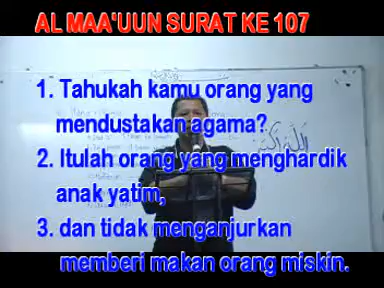 AL MAA'UUN SURAT KE 107
1. Tahukah kamu orang yang
mendustakan agama?
2. Itulah orang yang menghardik
anak yatim,
3. dan tidak menganjurkan
memberi makan orang miskin.